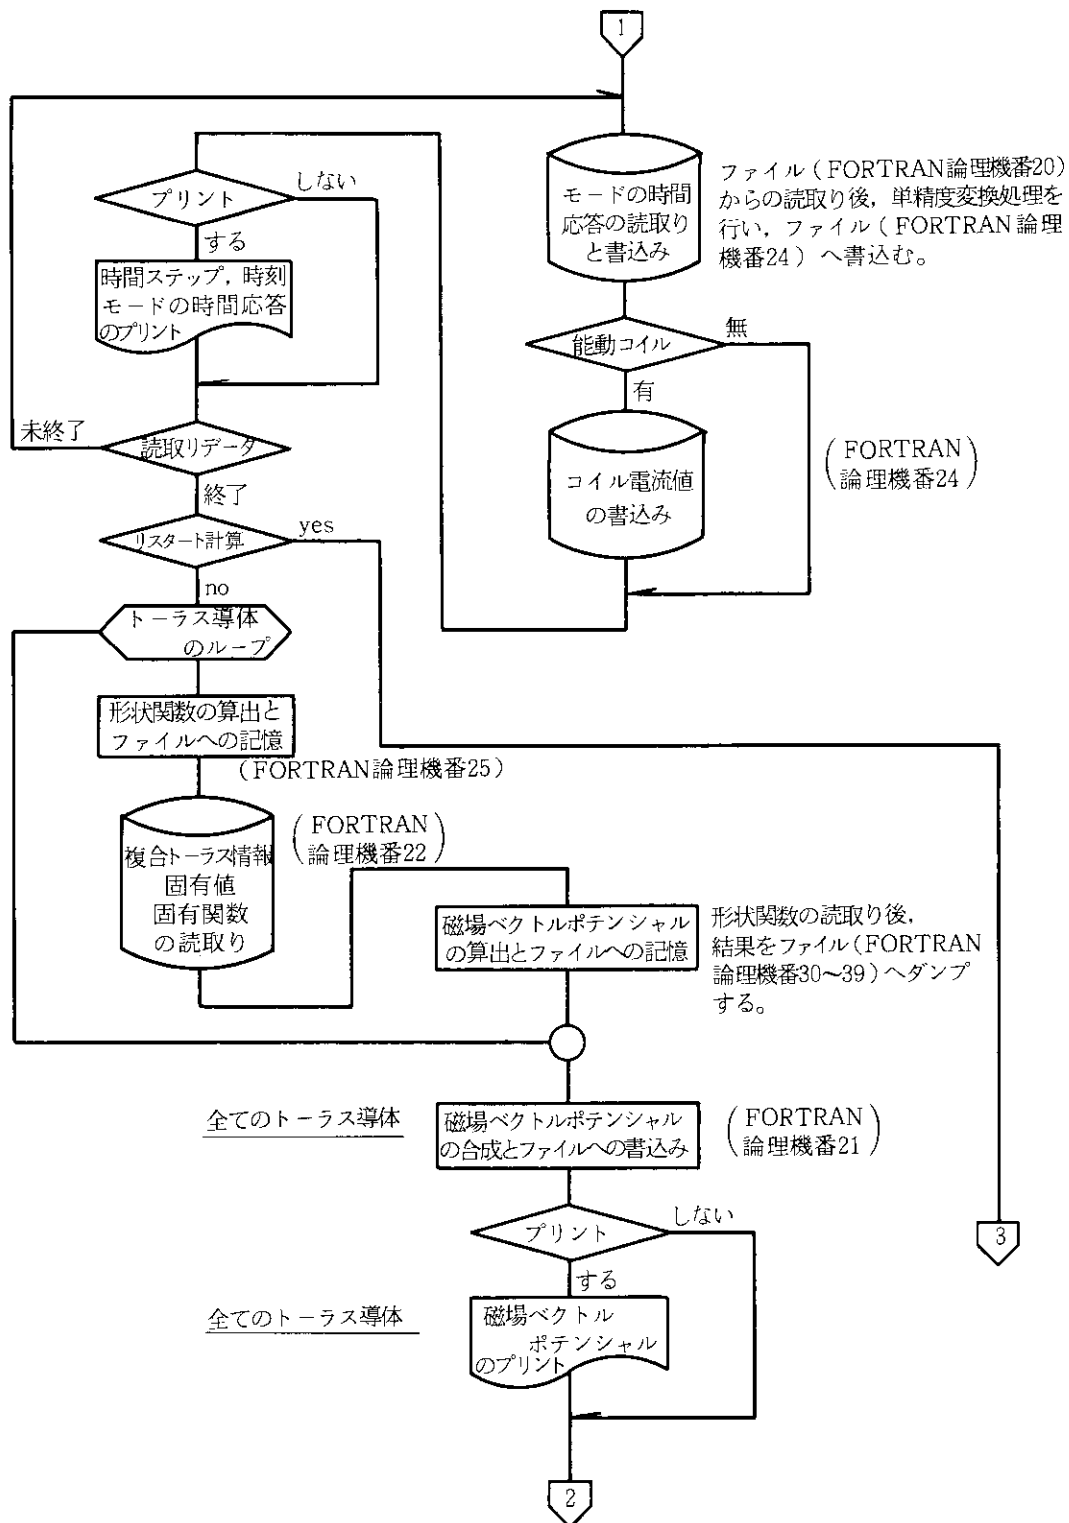 1
モードの時間
応答の読取り
と書込み
ファイル(FORTRAN論理機番20)
からの読取り後,単精度変換処理を
行い,ファイル(FORTRAN論理
機番24)へ書込む。
能動コイル
無
有
コイル電流値
の書込み
(FORTRAN
論理機番24)
プリント
しない
する
時間ステップ,時刻
モードの時間応答
のプリント
読取りデータ
未終了
終了
リスタート計算
yes
no
トーラス導体
のループ
形状関数の算出と
ファイルへの記憶
(FORTRAN論理機番25)
複合トーラス情報
固有値
固有関数
の読取り
(FORTRAN
論理機番22)
磁場ベクトルポテンシャル
の算出とファイルへの記憶
形状関数の読取り後,
結果をファイル(FORTRAN
論理機番30~39)へダンプ
する。
全てのトーラス導体
磁場ベクトルポテンシャル
の合成とファイルへの書込み
(FORTRAN
論理機番21)
プリント
しない
する
3
全てのトーラス導体
磁場ベクトル
ポテンシャル
のプリント
2